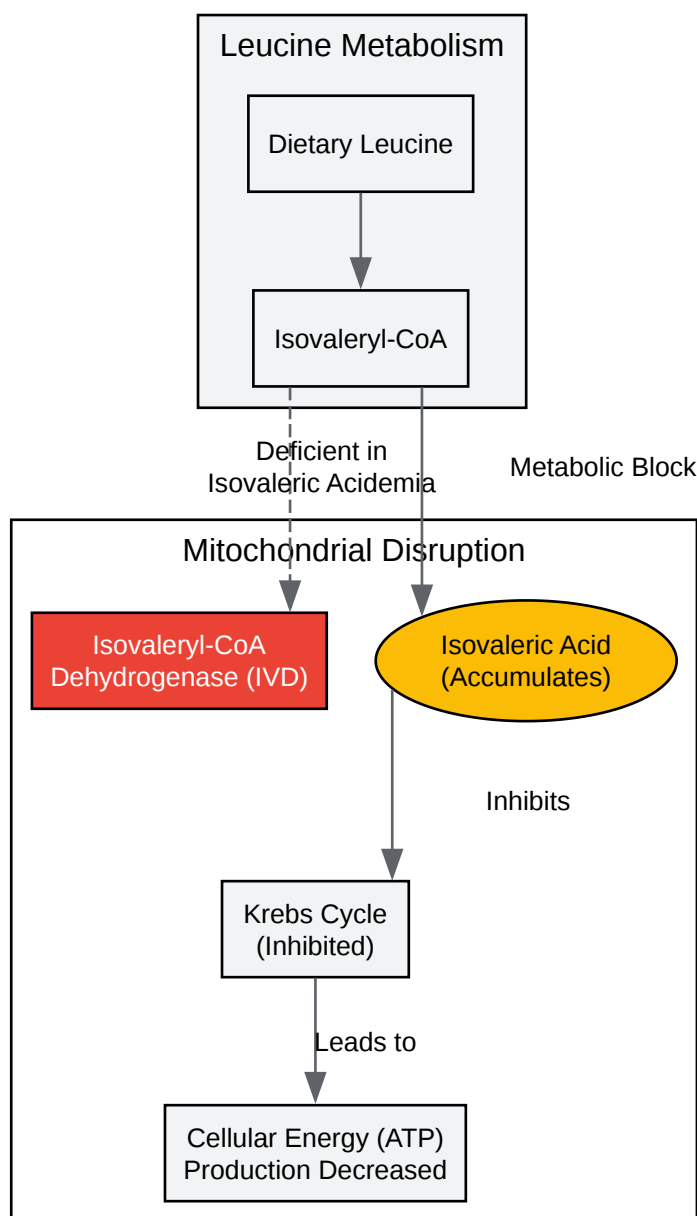 Leucine Metabolism
Dietary Leucine
Isovaleryl-CoA
Deficient in
Isovaleric Acidemia
Metabolic Block
Mitochondrial Disruption
Isovaleryl-CoA
Dehydrogenase (IVD)
Isovaleric Acid
(Accumulates)
Inhibits
Krebs Cycle
(Inhibited)
Leads to
Cellular Energy (ATP)
Production Decreased